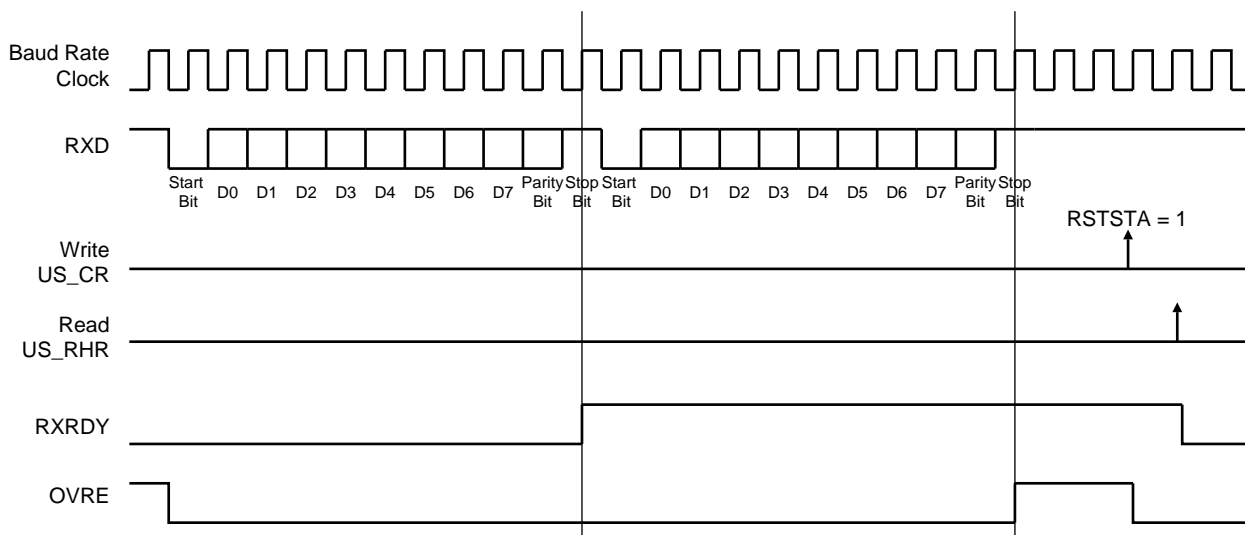 Baud Rate
Clock
RXD
Start
Bit
D0
D1
D2
D3
D4
D5
D6
D7
Parity
Bit
Stop
Bit
Start
Bit
D0
D1
D2
D3
D4
D5
D6
D7
Parity
Bit
Stop
Bit
RSTSTA = 1
Write
US_CR
Read
US_RHR
RXRDY
OVRE